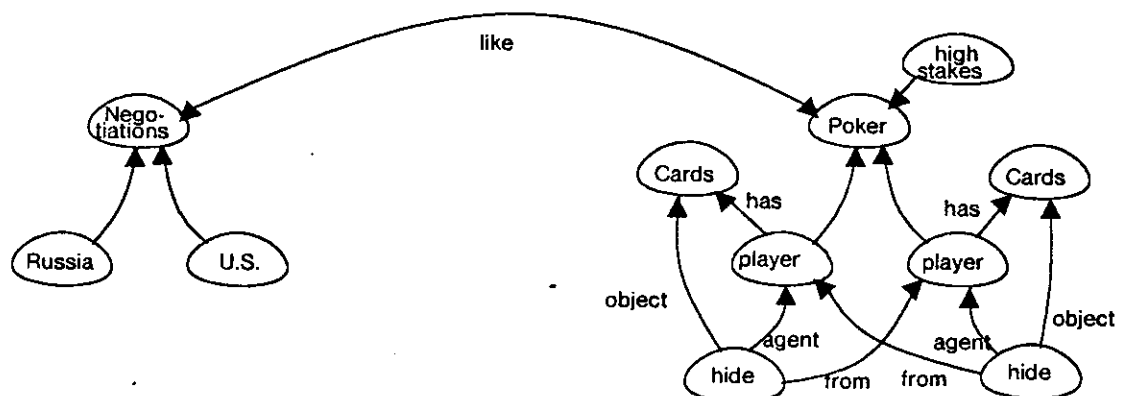 like
high
stakes
Nego-
tiations
Poker
Cards
Cards
has
has
Russia
U.S.
player
player
object
object
agent
agent
hide
from
from
hide